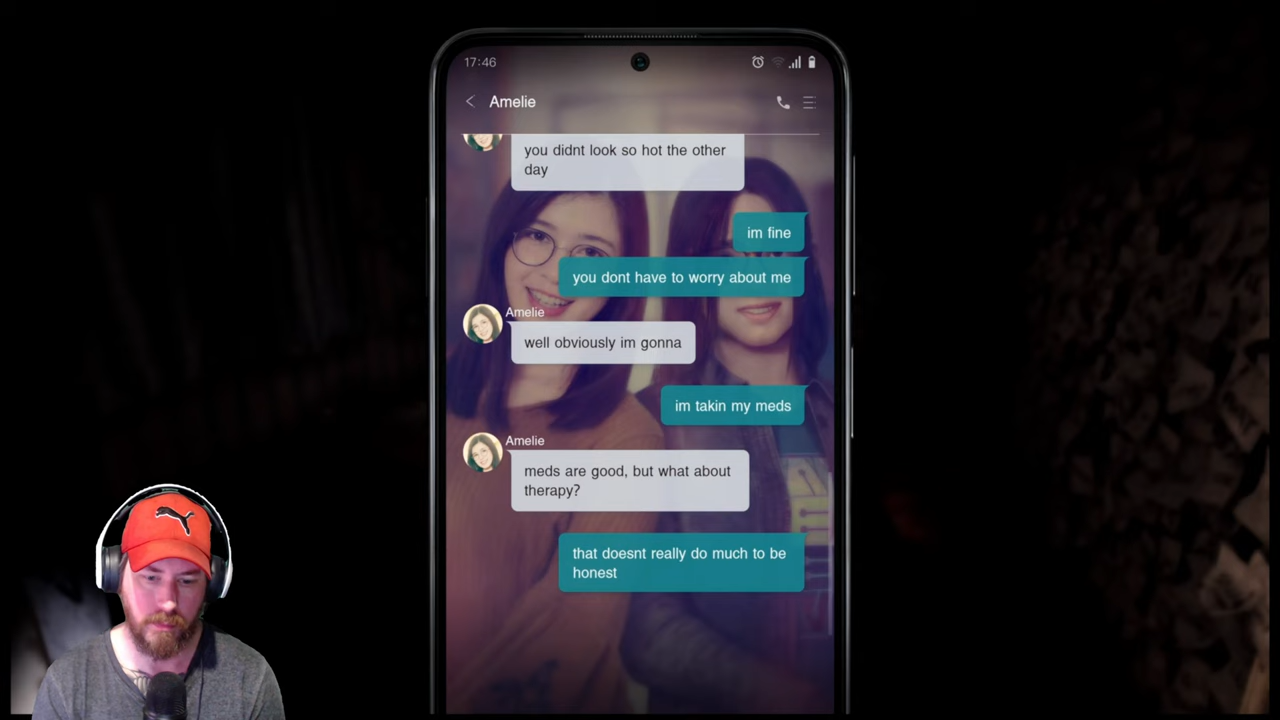 17:46
Amelie
you didnt look so hot the other
day
im fine
you dont have to worry about me
Amelie
well obviously im gonna
im takin my meds
Amelie
meds are good, but what about
therapy?
that doesnt really do much to be
honest